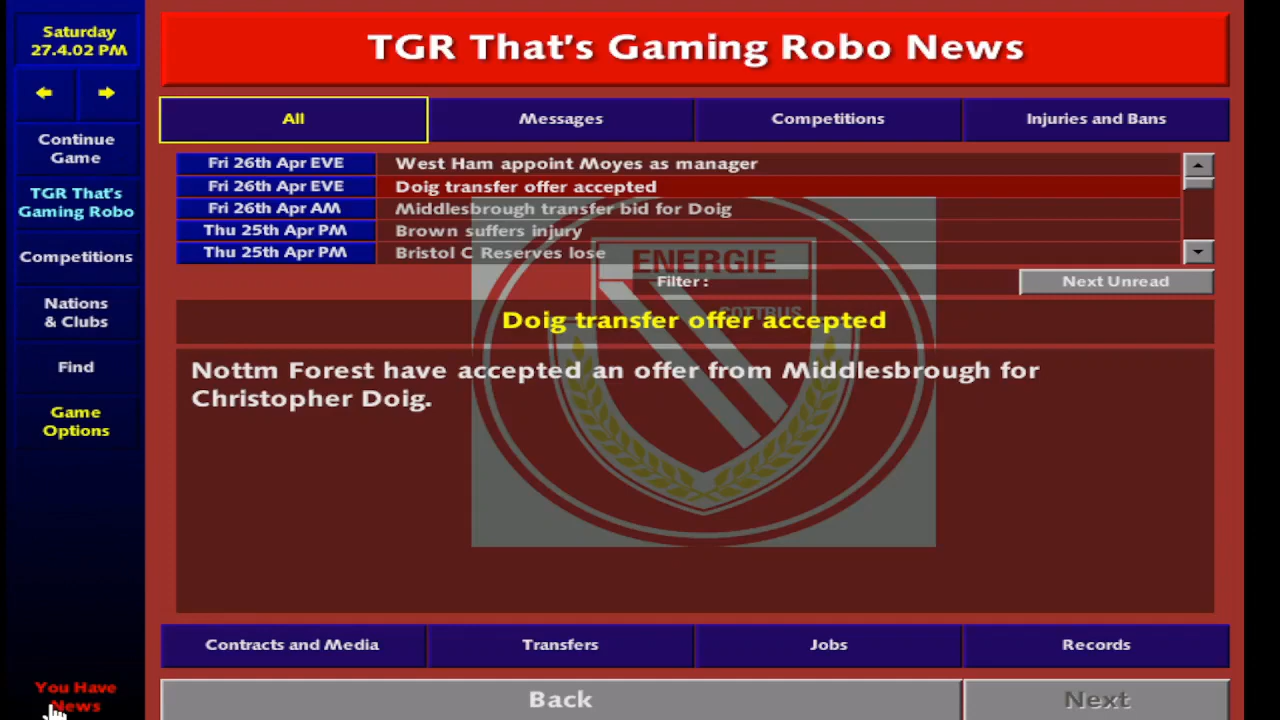 Saturday
27.4.02 PM
Continue
Game
TGR That's
Gaming Robo
Competitions
Nations
& Clubs
Find
Game
Options
You Have
News
TGR That's Gaming Robo News
All Messages Competitions Injuries and Bans
Fri 26th Apr EVE West Ham appoint Moyes as manager
Fri 26th Apr EVE Doig transfer offer accepted
Fri 26th Apr AM Middlesbrough transfer bid for Doig
Thu 25th Apr PM Brown suffers injury
Thu 25th Apr PM Bristol C Reserves lose
ENERGIE
COTTBUS
Filter :
Next Unread
Doig transfer offer accepted
Nottm Forest have accepted an offer from Middlesbrough for
Christopher Doig.
Contracts and Media Transfers Jobs Records
Back Next